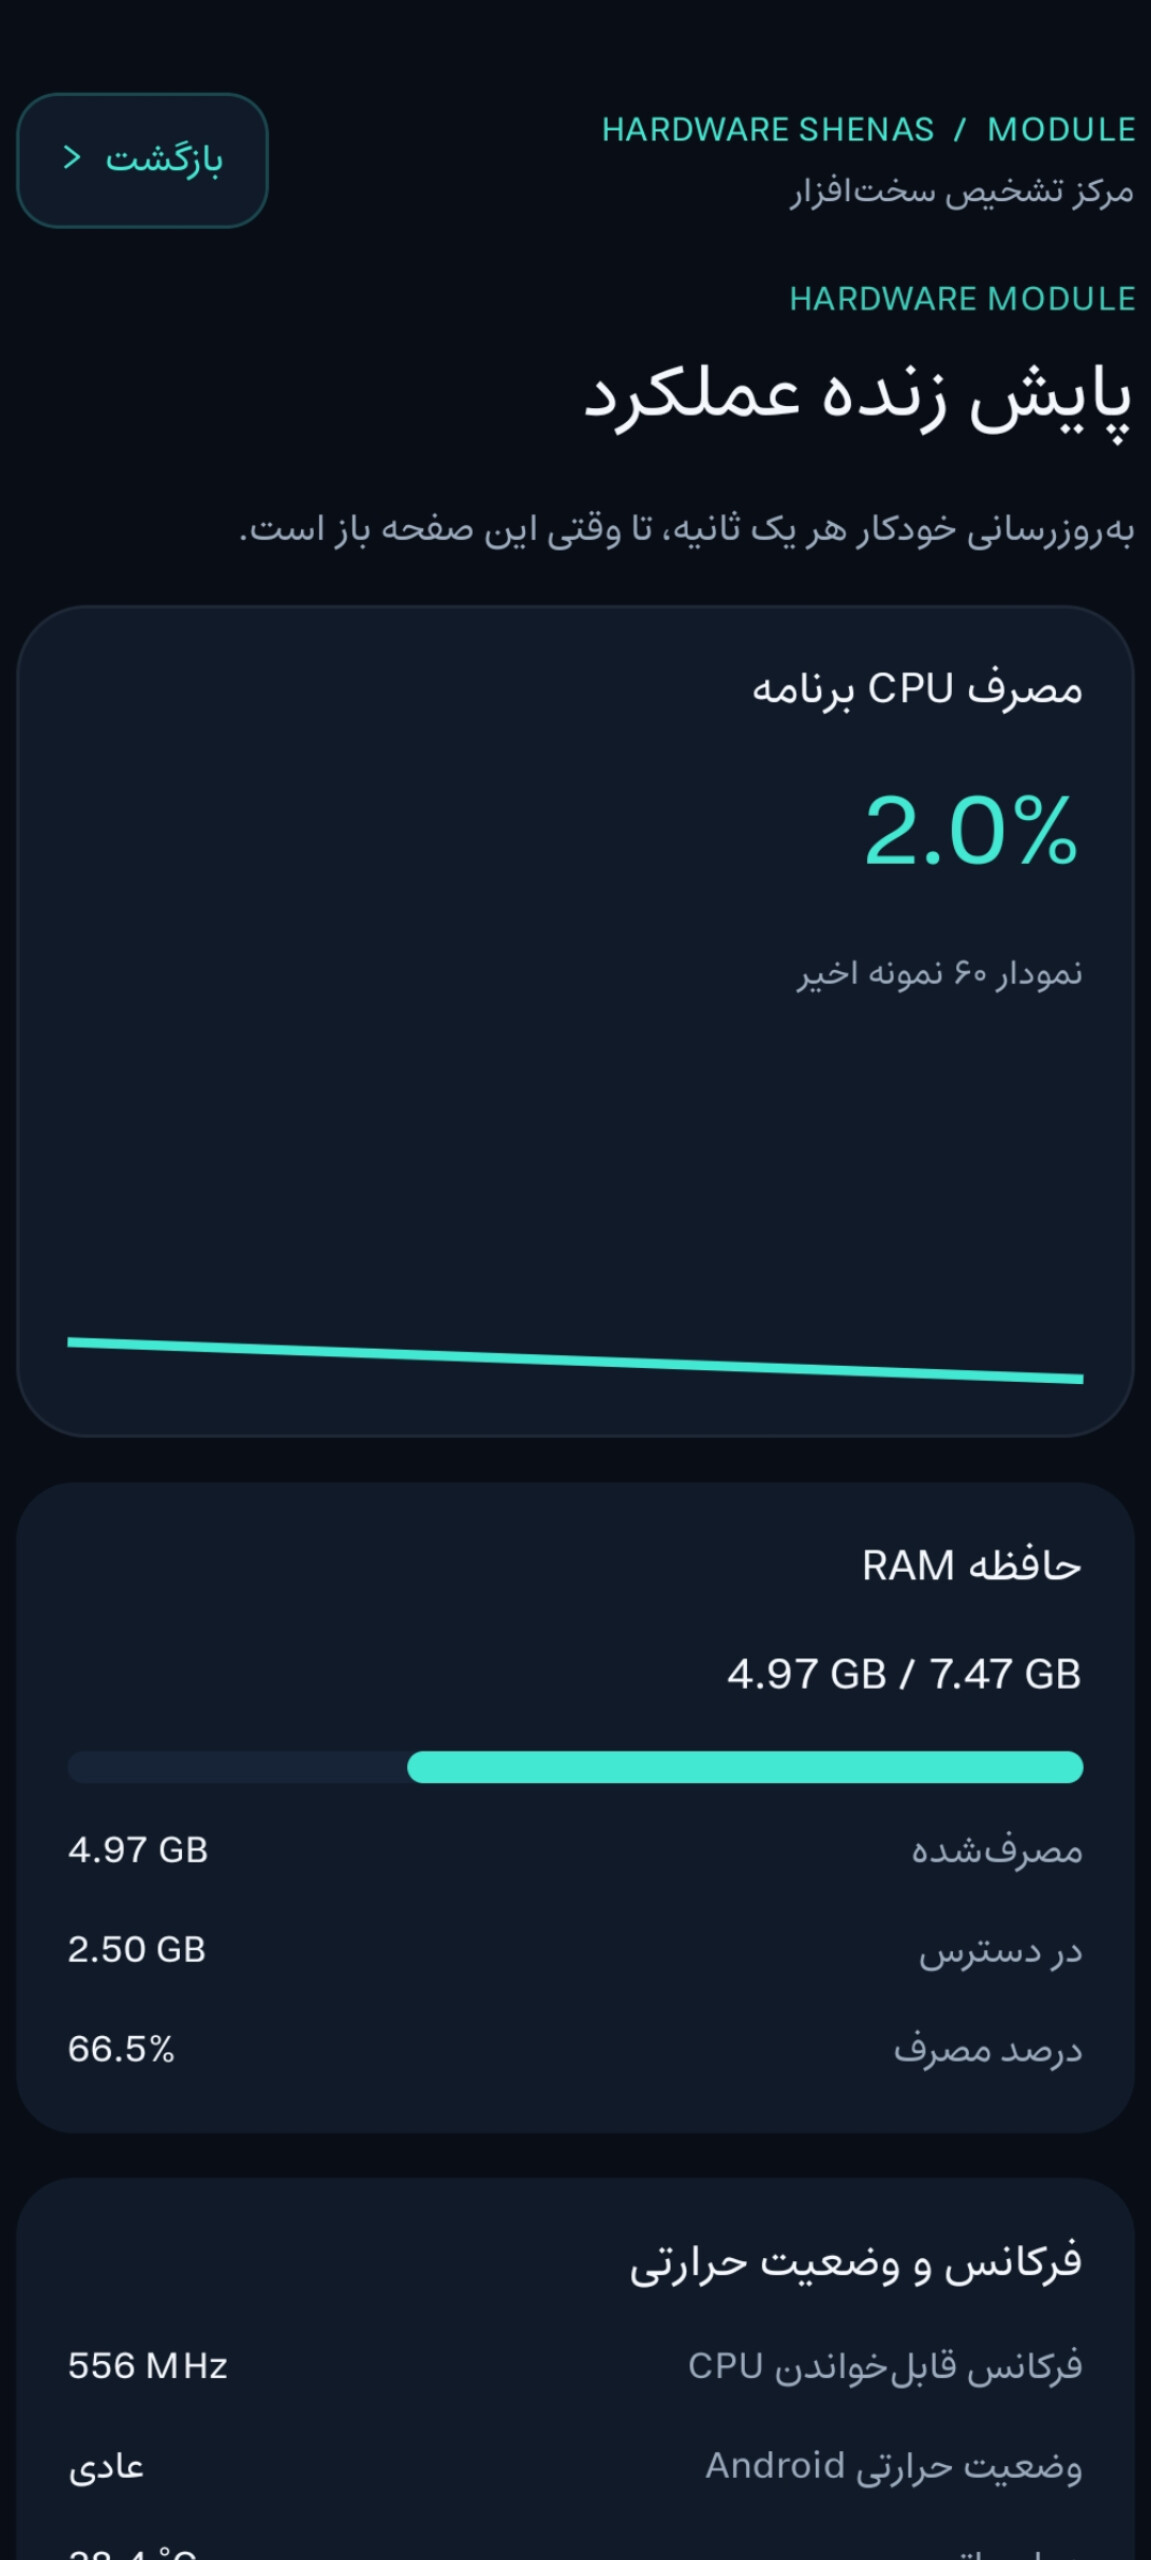 HARDWARE SHENAS / MODULE
مرکز تشخیص سخت‌افزار
بازگشت >
HARDWARE MODULE
پایش زنده عملکرد
به‌روزرسانی خودکار هر یک ثانیه، تا وقتی این صفحه باز است.
مصرف CPU برنامه
2.0%
نمودار ۶۰ نمونه اخیر
حافظه RAM
4.97 GB / 7.47 GB
مصرف‌شده 4.97 GB
در دسترس 2.50 GB
درصد مصرف 66.5%
فرکانس و وضعیت حرارتی
فرکانس قابل‌خواندن CPU 556 MHz
وضعیت حرارتی Android عادی